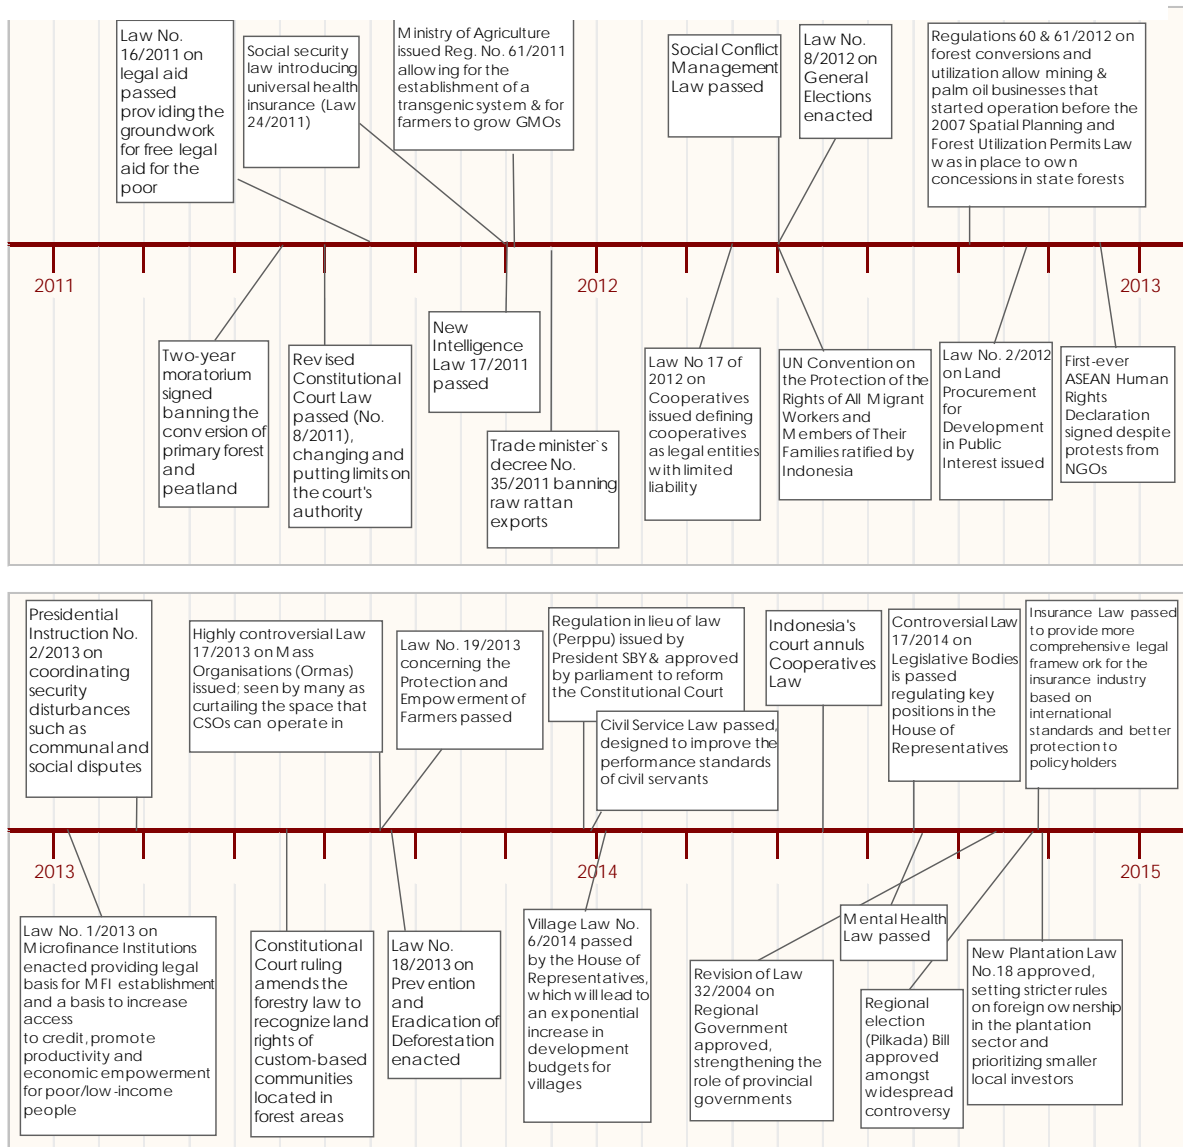 Law No.
16/2011 on
legal aid
passed
providing the
groundwork
for free legal
aid for the
poor
Social security
law introducing
universal health
insurance (Law
24/2011)
Ministry of Agriculture
issued Reg. No. 61/2011
allowing for the
establishment of a
transgenic system & for
farmers to grow GMOs
Social Conflict
Management
Law passed
Law No.
8/2012 on
General
Elections
enacted
Regulations 60 & 61/2012 on
forest conversions and
utilization allow mining &
palm oil businesses that
started operation before the
2007 Spatial Planning and
Forest Utilization Permits Law
was in place to own
concessions in state forests
2011
2012
2013
Two-year
moratorium
signed
banning the
conversion of
primary forest
and
peatland
Revised
Constitutional
Court Law
passed (No.
8/2011),
changing and
putting limits on
the court's
authority
New
Intelligence
Law 17/2011
passed
Trade minister`s
decree No.
35/2011 banning
raw rattan
exports
Law No 17 of
2012 on
Cooperatives
issued defining
cooperatives
as legal entities
with limited
liability
UN Convention on
the Protection of the
Rights of All Migrant
Workers and
Members of Their
Families ratified by
Indonesia
Law No. 2/2012
on Land
Procurement
for
Development
in Public
Interest issued
First-ever
ASEAN Human
Rights
Declaration
signed despite
protests from
NGOs
Presidential
Instruction No.
2/2013 on
coordinating
security
disturbances
such as
communal and
social disputes
Highly controversial Law
17/2013 on Mass
Organisations (Ormas)
issued; seen by many as
curtailing the space that
CSOs can operate in
Law No. 19/2013
concerning the
Protection and
Empowerment of
Farmers passed
Regulation in lieu of law
(Perppu) issued by
President SBY & approved
by parliament to reform
the Constitutional Court
Civil Service Law passed,
designed to improve the
performance standards
of civil servants
Indonesia's
court annuls
Cooperatives
Law
Controversial Law
17/2014 on
Legislative Bodies
is passed
regulating key
positions in the
House of
Representatives
Insurance Law passed
to provide more
comprehensive legal
framework for the
insurance industry
based on
international
standards and better
protection to
policyholders
2013
2014
2015
Law No. 1/2013 on
Microfinance Institutions
enacted providing legal
basis for MFI establishment
and a basis to increase
access
to credit, promote
productivity and
economic empowerment
for poor/low-income
people
Constitutional
Court ruling
amends the
forestry law to
recognize land
rights of
custom-based
communities
located in
forest areas
Law No.
18/2013 on
Prevention
and
Eradication of
Deforestation
enacted
Village Law No.
6/2014 passed
by the House of
Representatives,
which will lead to
an exponential
increase in
development
budgets for
villages
Revision of Law
32/2004 on
Regional
Government
approved,
strengthening the
role of provincial
governments
Mental Health
Law passed
Regional
election
(Pilkada) Bill
approved
amongst
widespread
controversy
New Plantation Law
No.18 approved,
setting stricter rules
on foreign ownership
in the plantation
sector and
prioritizing smaller
local investors